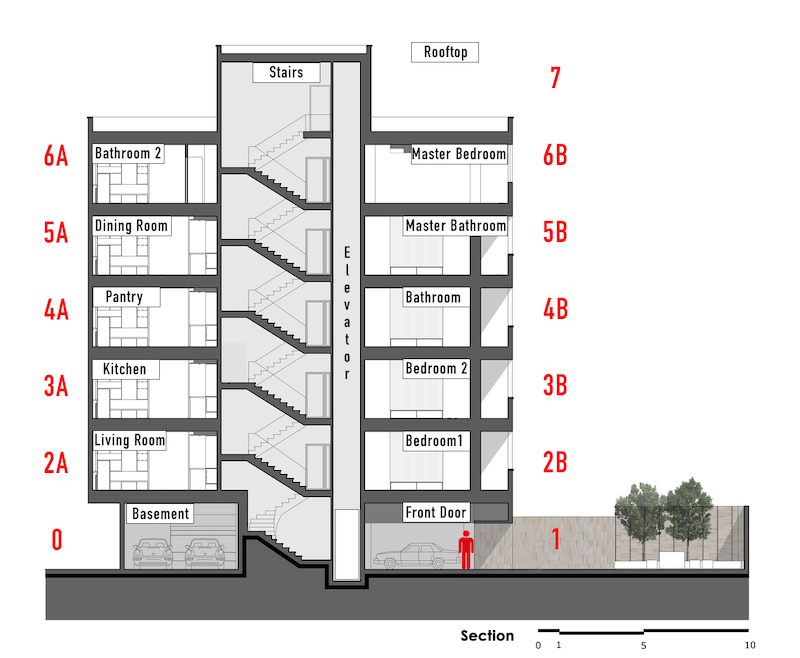 Rooftop
Stairs
7
6A
Bathroom 2
Master Bedroom
6B
5A
Dining Room
Master Bathroom
5B
Elevator
4A
Pantry
Bathroom
4B
3A
Kitchen
Bedroom 2
3B
2A
Living Room
Bedroom1
2B
0
Basement
Front Door
1
Section
0 1 5 10